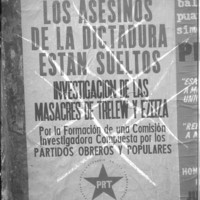 LOS ASESINOS
DE LA DICTADURA
ESTAN SUELTOS
INVESTIGACION DE LAS
MASACRES DE TRELEW Y EZEIZA
Por la Formación de una Comisión
Investigadora Compuesta por los
PARTIDOS OBREROS Y POPULARES
PRT